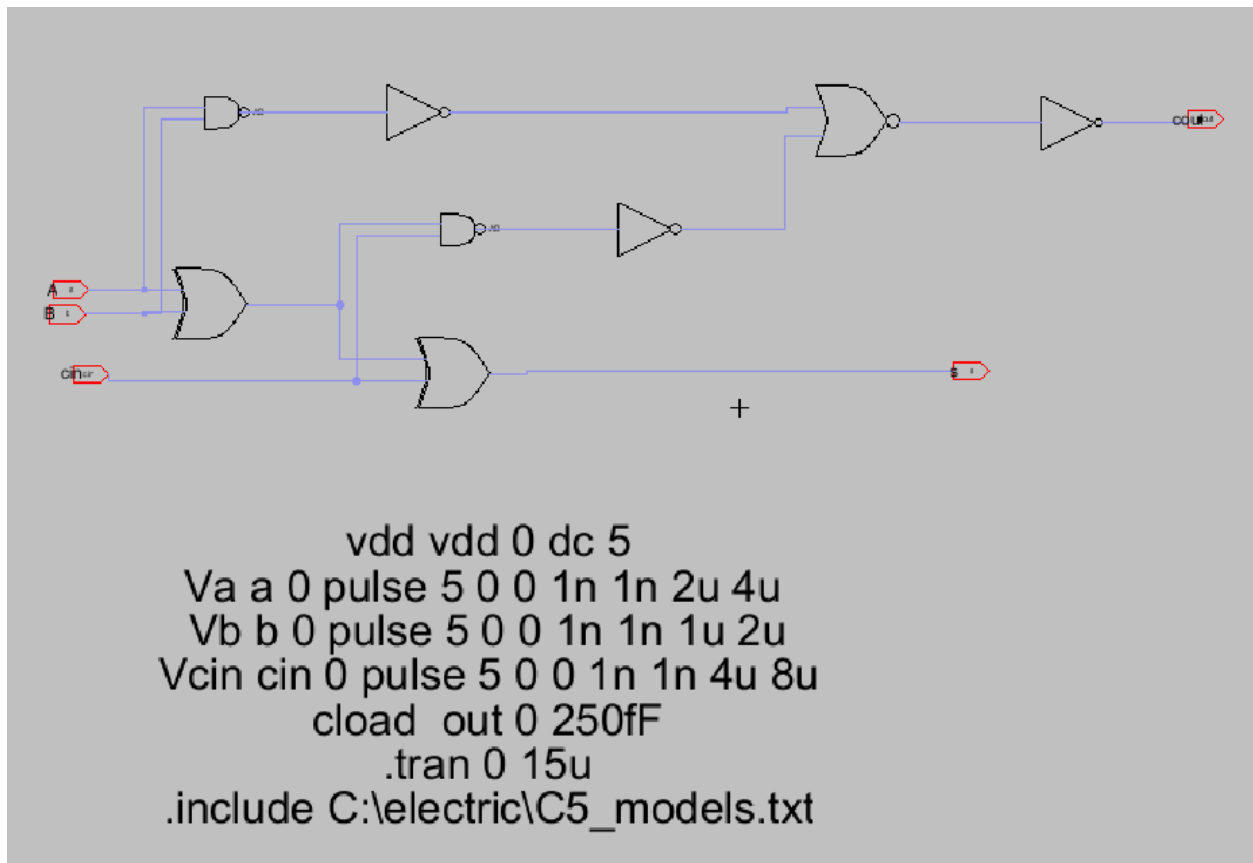 A
B
cin
cout
s
vdd vdd 0 dc 5
Va a 0 pulse 5 0 0 1n 1n 2u 4u
Vb b 0 pulse 5 0 0 1n 1n 1u 2u
Vcin cin 0 pulse 5 0 0 1n 1n 4u 8u
cload out 0 250fF
.tran 0 15u
.include C:\electric\C5_models.txt